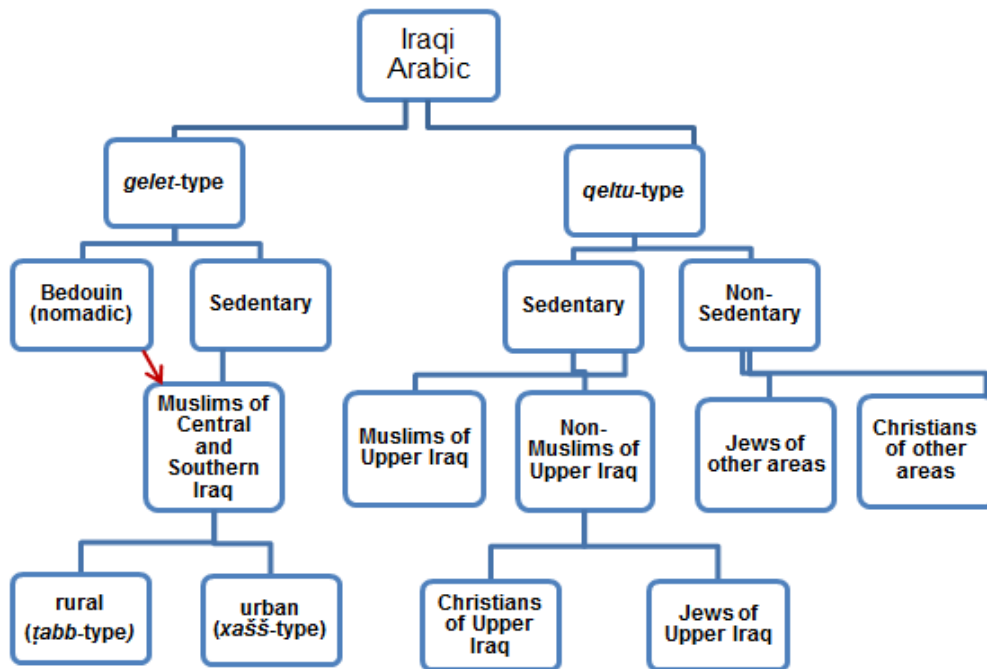 Iraqi
Arabic
gelet-type
qeltu-type
Bedouin
(nomadic)
Sedentary
Sedentary
Non-
Sedentary
Muslims of
Central
and
Southern
Iraq
Muslims of
Upper Iraq
Non-
Muslims of
Upper Iraq
Jews of
other areas
Christians
of other
areas
rural
(ṭabb-type)
urban
(xašš-type)
Christians
of Upper
Iraq
Jews of
Upper Iraq